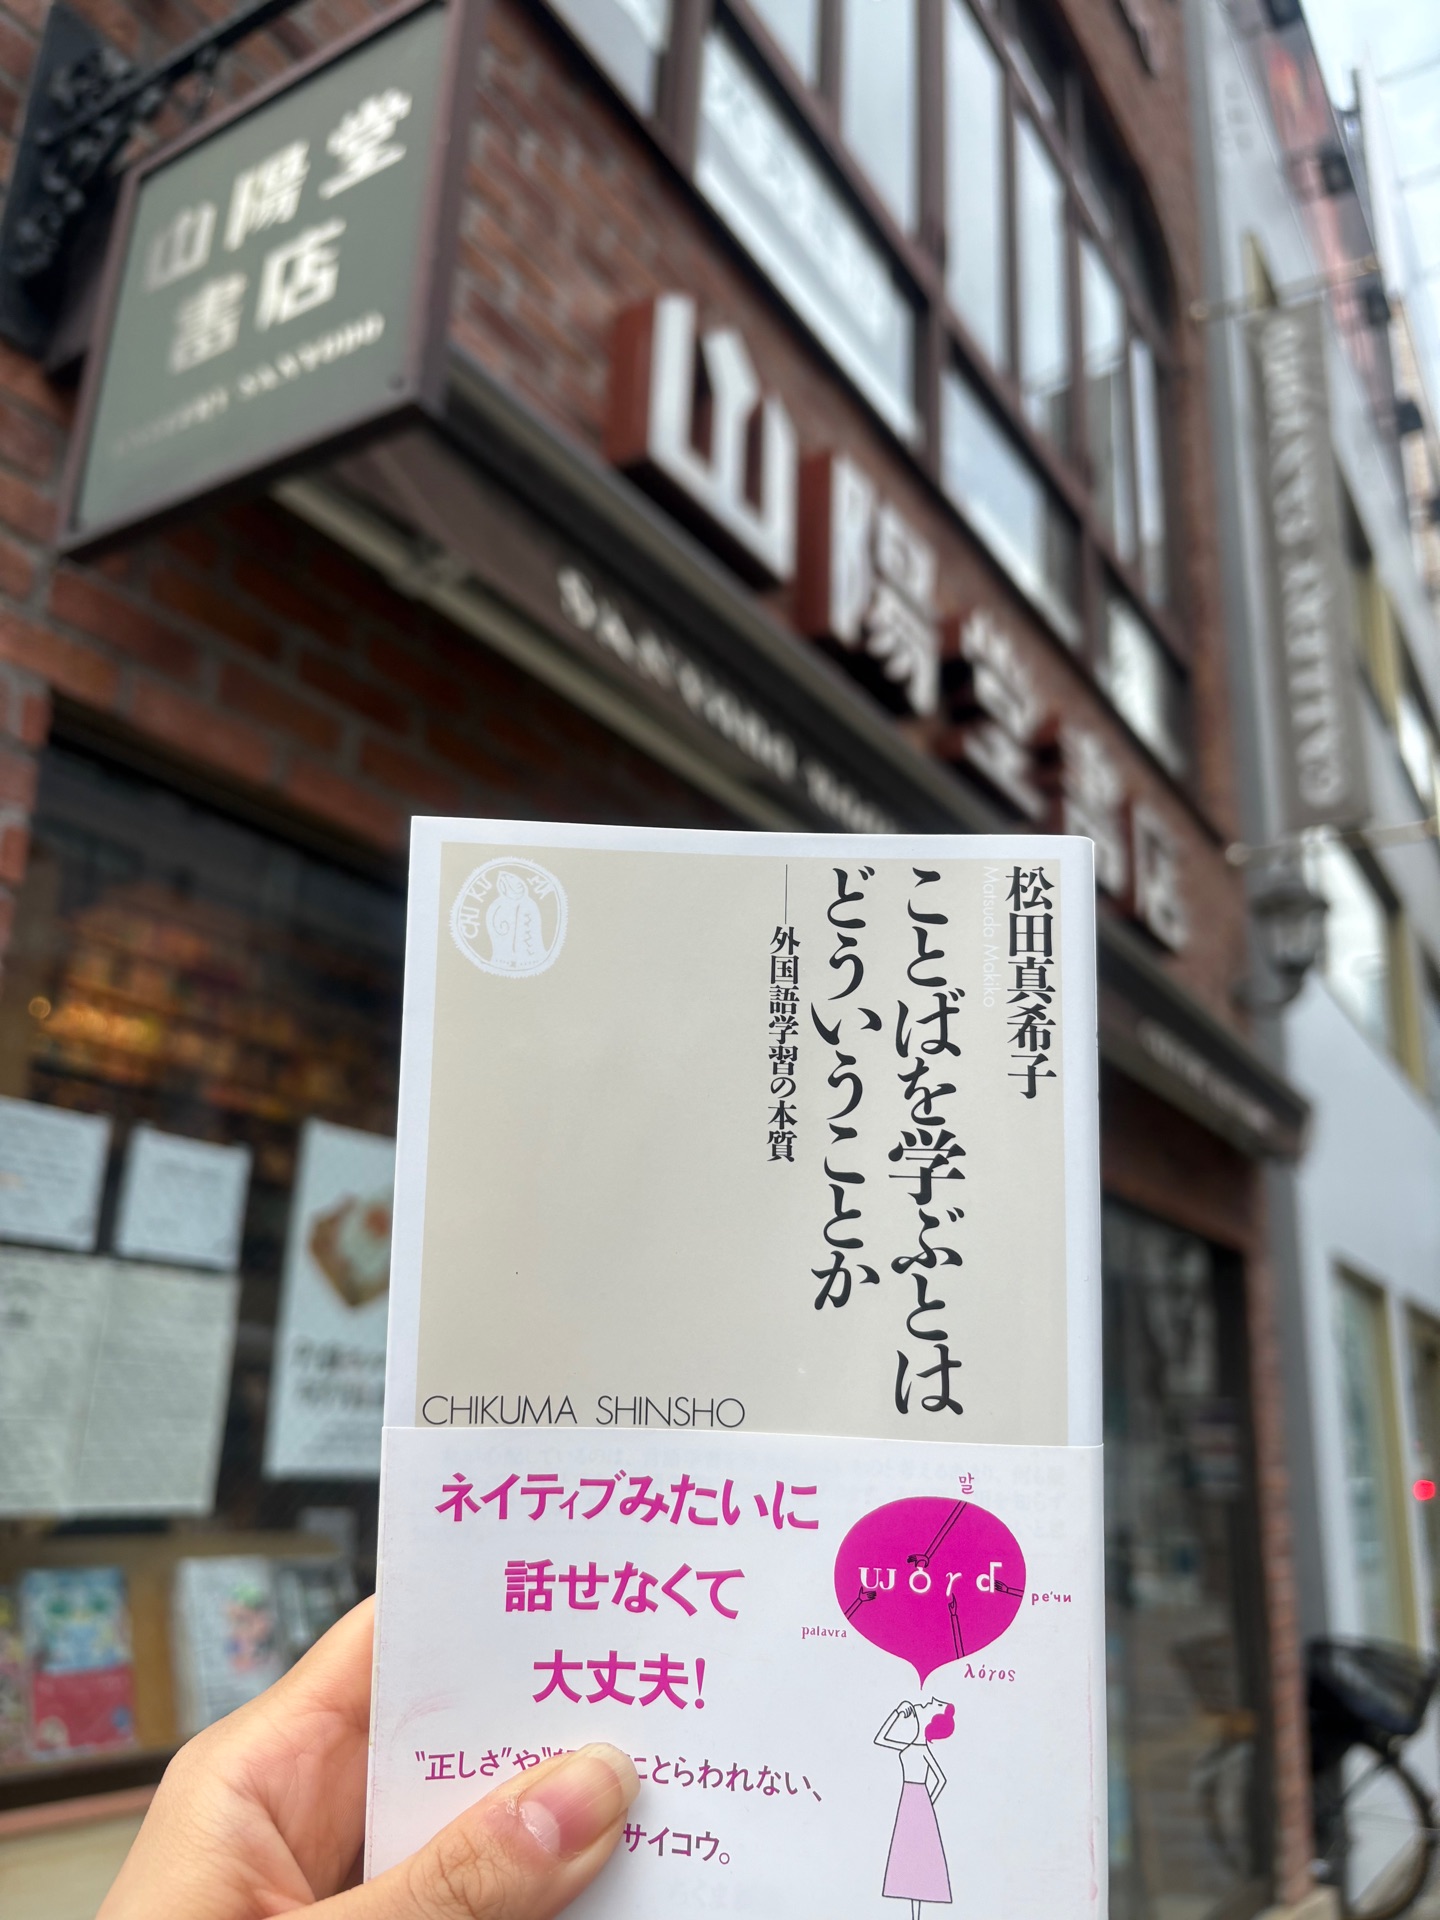 山陽堂
書店
山陽堂書店
松田真希子
Matsuda Makiko
ことばを学ぶとは
どういうことか
——外国語学習の本質
CHIKUMA SHINSHO
ネイティブみたいに
話せなくて
大丈夫!
"正しさ"や
にとらわれない、
サイコウ。
말
word
ре́чи
palavra
λόγος